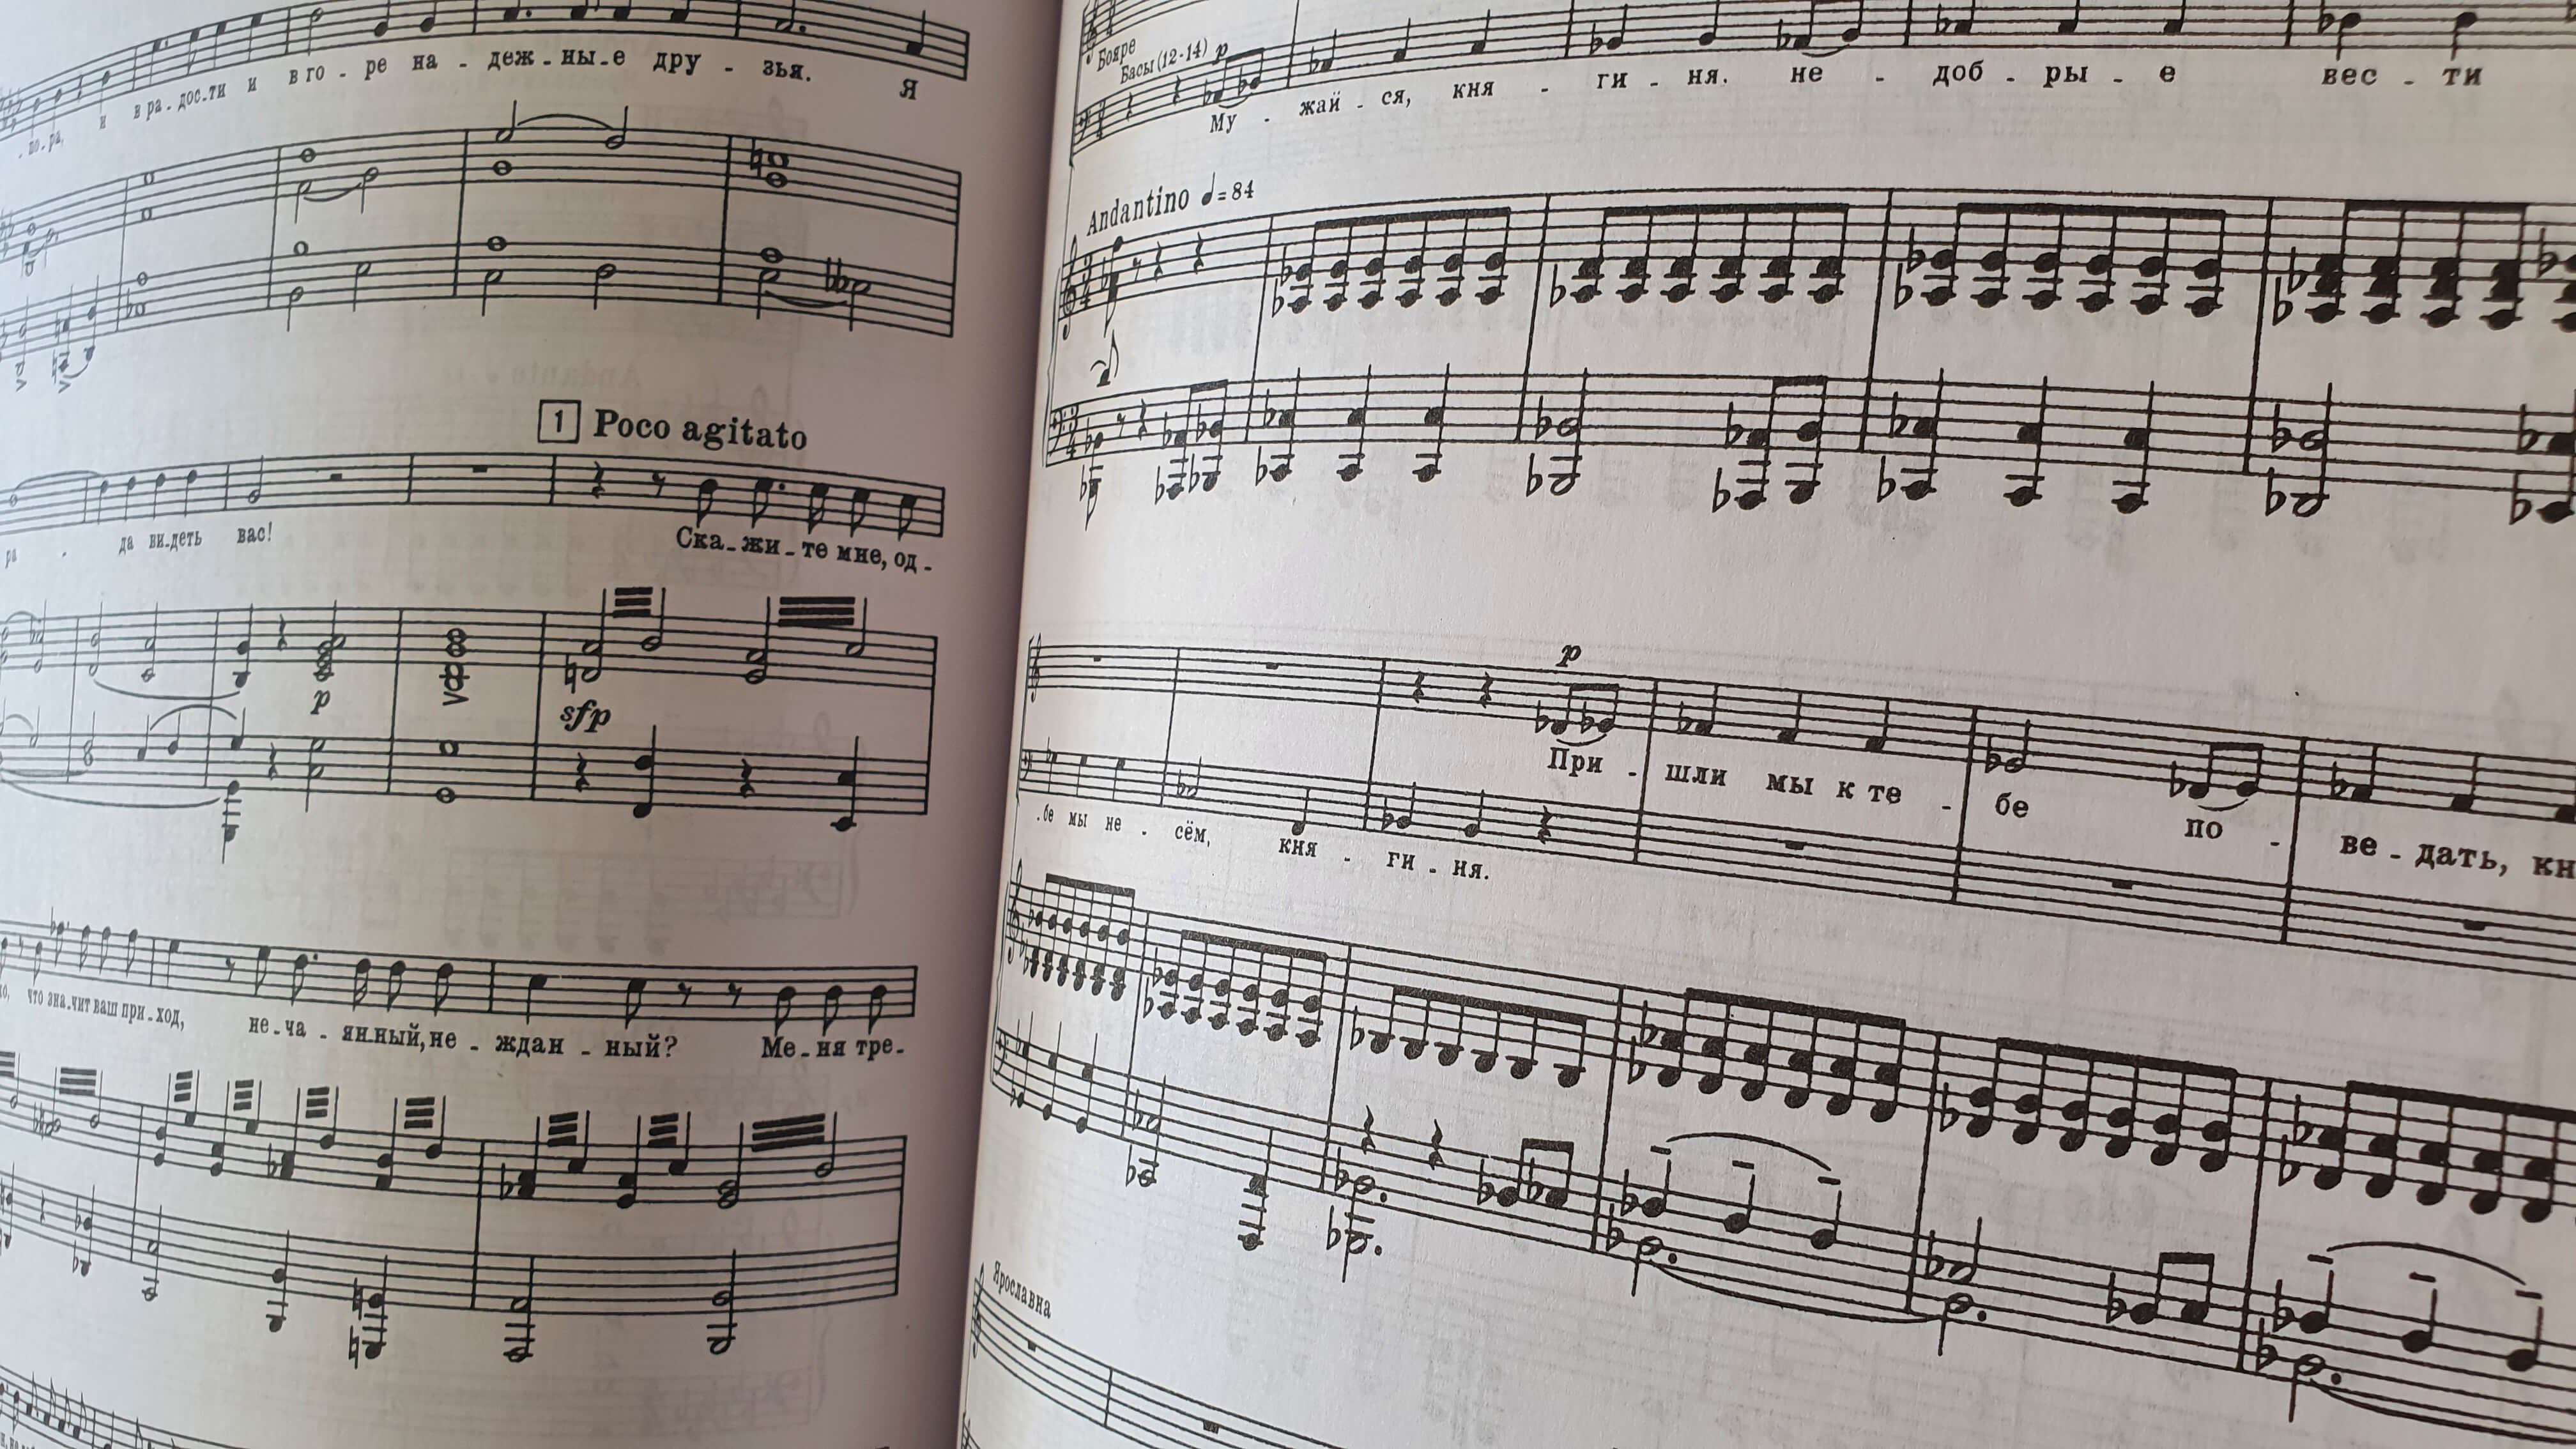 . по. ра, и в ра. дос. ти и в го. ре на. деж. ны. е дру. зья. Я
1 Poco agitato
да ви. деть вас! Ска. жи. те мне, од.
p
sfp
что зна. чит ваш при. ход, не. ча. ян. ный, не. ждан. ный? Ме. ня тре.
Бояре
Басы (12-14) p
Му. жай. ся, кня. ги. ня. не. доб. ры. е вес. ти
Andantino = 84
p
При. шли мы к те. бе по. ве. дать, кн
. бе мы не. сём, кня. ги. ня.
Ярославна